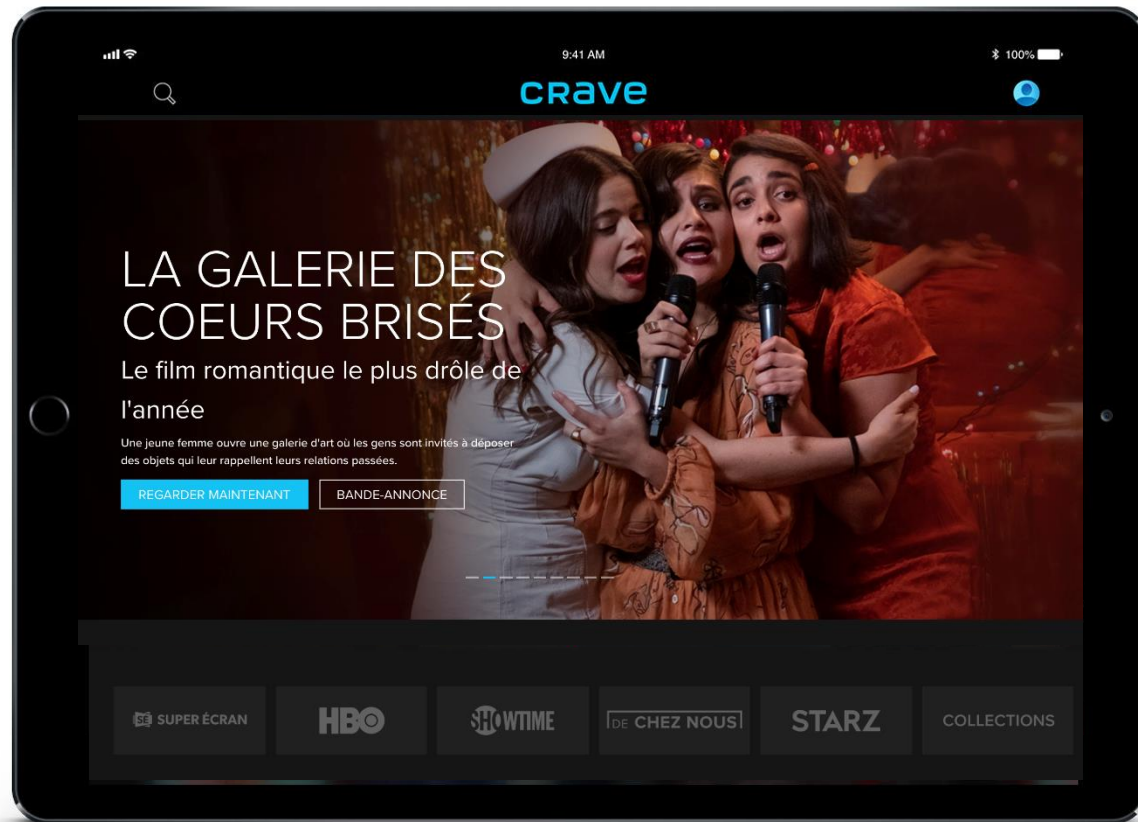 9:41 AM
100%
crave
LA GALERIE DES
COEURS BRISÉS
Le film romantique le plus drôle de
l'année
Une jeune femme ouvre une galerie d'art où les gens sont invités à déposer
des objets qui leur rappellent leurs relations passées.
REGARDER MAINTENANT
BANDE-ANNONCE
SE SUPER ÉCRAN
HBO
SHOWTIME
DE CHEZ NOUS
STARZ
COLLECTIONS